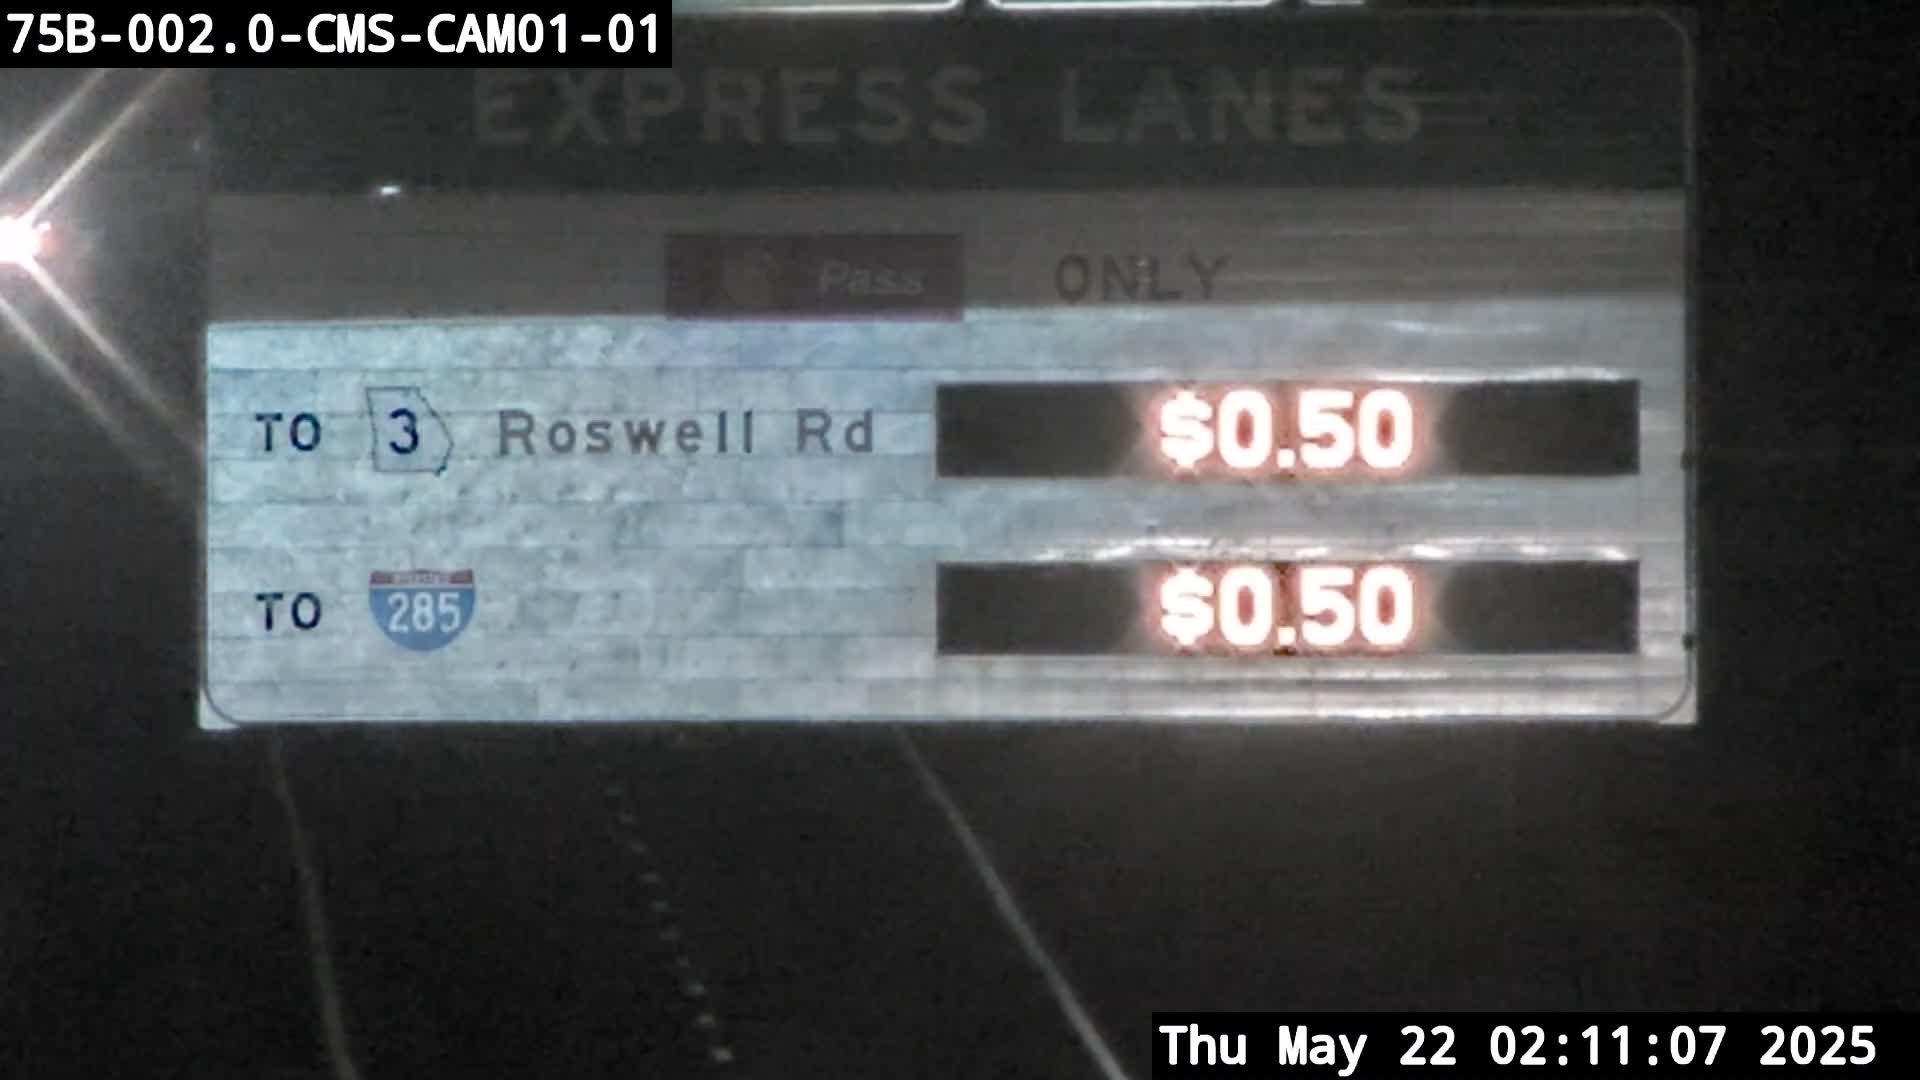 75B-002.0-CMS-CAM01-01
EXPRESS LANES
Pass ONLY
TO 3 Roswell Rd $0.50
TO 285 $0.50
Thu May 22 02:11:07 2025